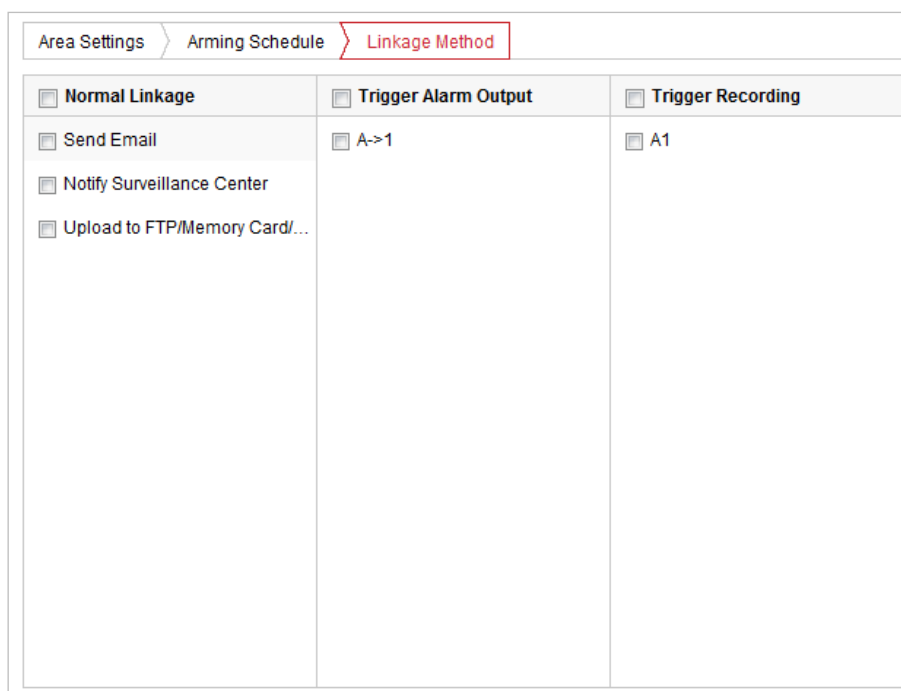 Area Settings Arming Schedule Linkage Method
Normal Linkage Trigger Alarm Output Trigger Recording
Send Email A->1 A1
Notify Surveillance Center
Upload to FTP/Memory Card/...